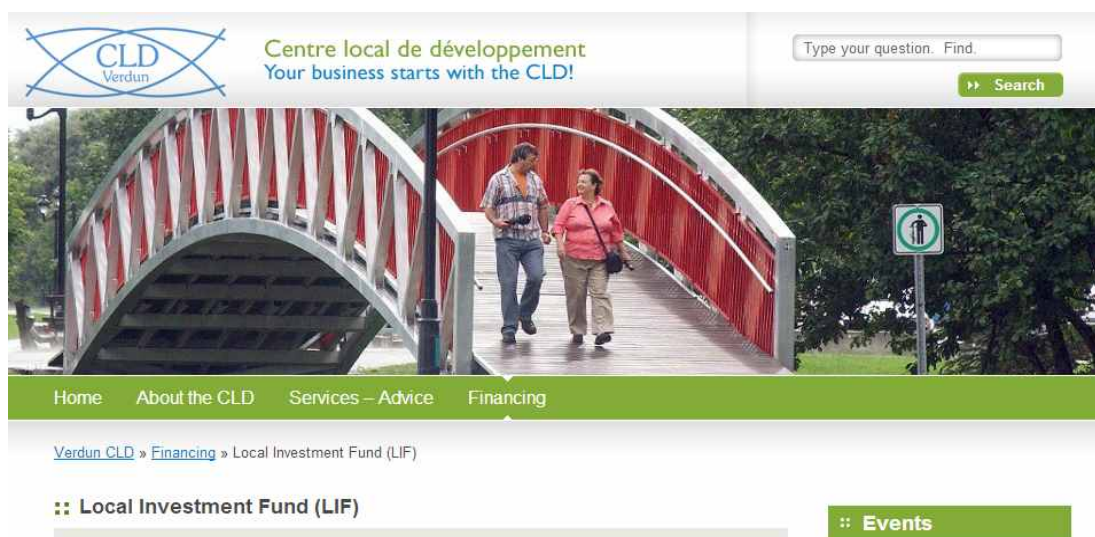 CLD
Verdun
Centre local de développement
Your business starts with the CLD!
Type your question. Find.
Search
Home About the CLD Services – Advice Financing
Verdun CLD » Financing » Local Investment Fund (LIF)
Local Investment Fund (LIF)
Events